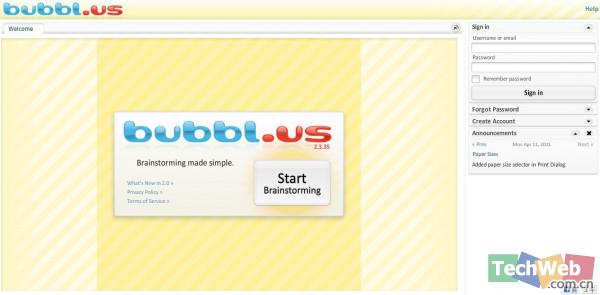 bubbl.us
Help
Welcome
Sign in
Username or email
Password
Remember password
Sign in
Forgot Password
Create Account
Announcements
« Prev Mon Apr 11, 2011 Next »
Paper Sizes
Added paper size selector in Print Dialog.
bubbl.us
2.3.35
Brainstorming made simple.
Start
Brainstorming
What's New in 2.0 »
Privacy Policy »
Terms of Service »
TechWeb
.com.cn